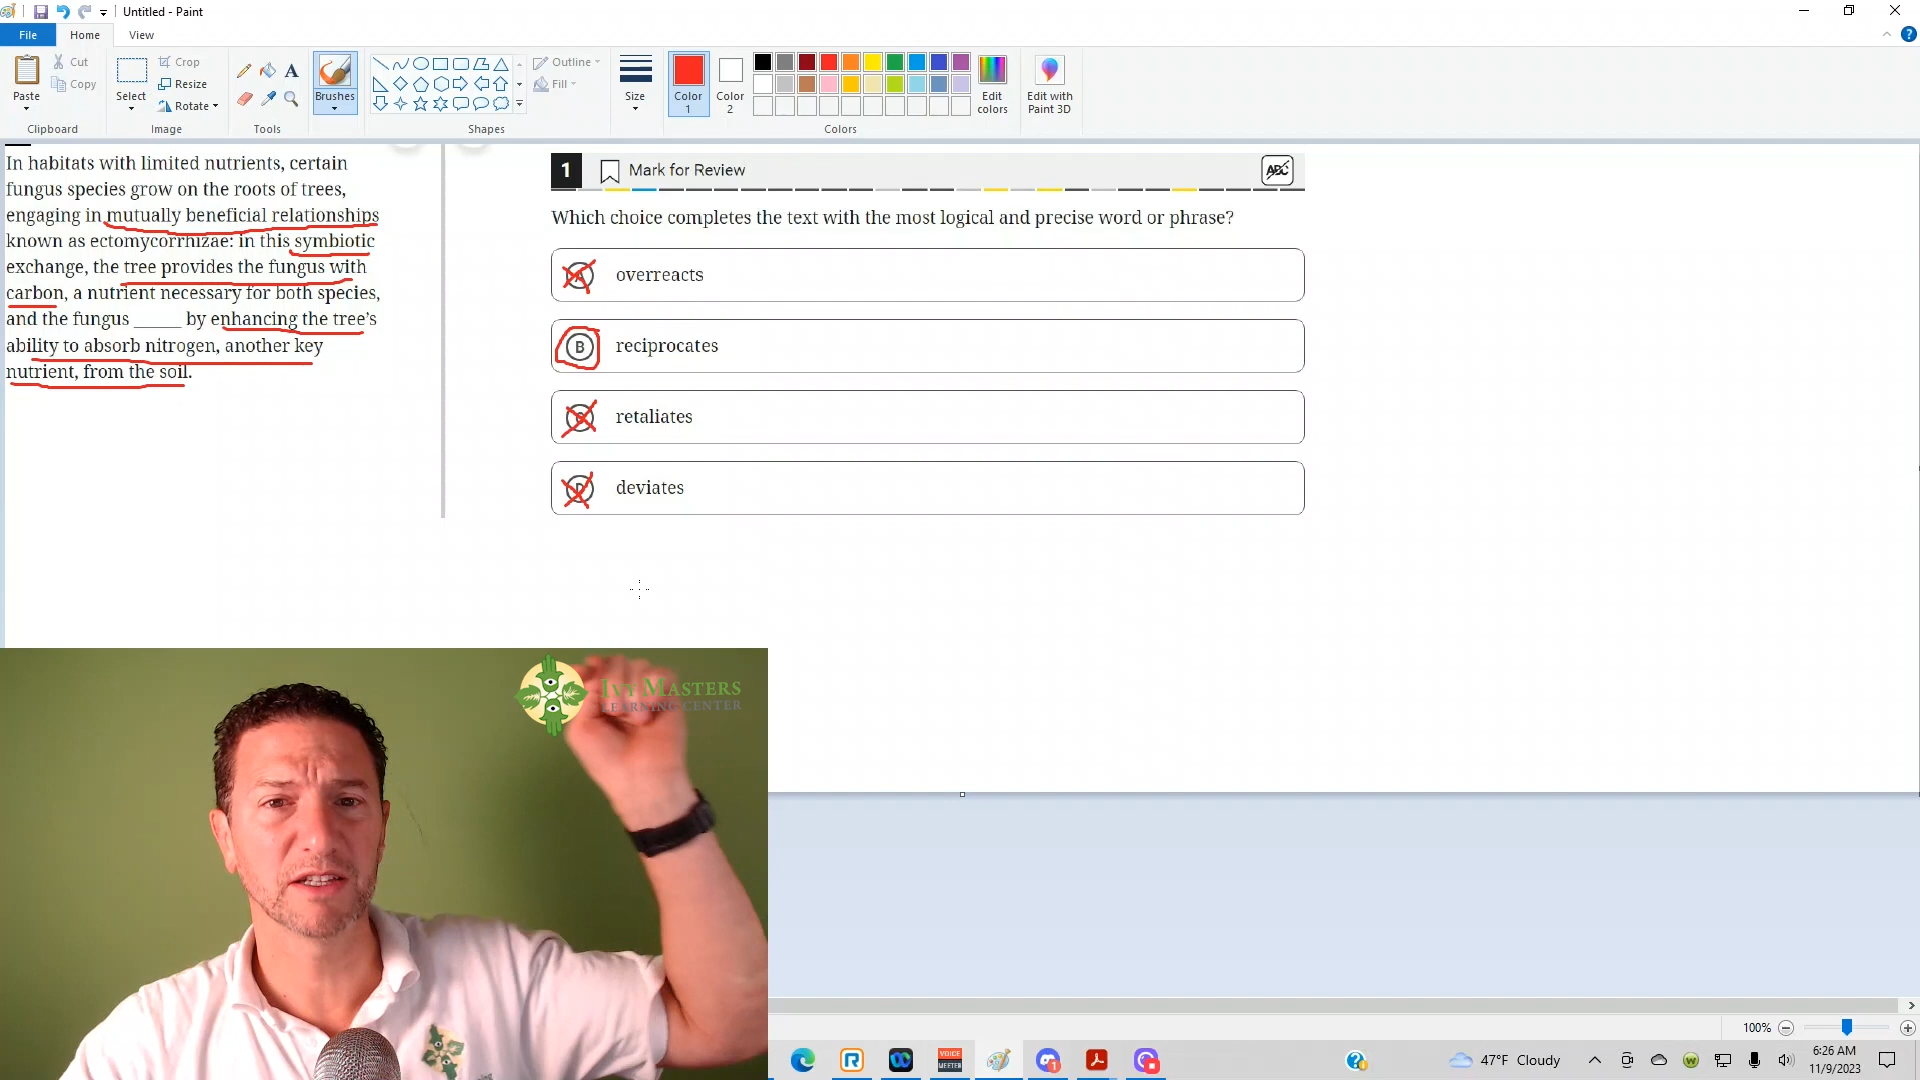 Untitled - Paint
File
Home
View
Paste
Cut
Copy
Clipboard
Select
Crop
Resize
Rotate
Image
A
Tools
Brushes
Shapes
Outline
Fill
Size
Color 1
Color 2
Colors
Edit colors
Edit with Paint 3D
In habitats with limited nutrients, certain
fungus species grow on the roots of trees,
engaging in mutually beneficial relationships
known as ectomycorrhizae: in this symbiotic
exchange, the tree provides the fungus with
carbon, a nutrient necessary for both species,
and the fungus ______ by enhancing the tree's
ability to absorb nitrogen, another key
nutrient, from the soil.
1
Mark for Review
ABC
Which choice completes the text with the most logical and precise word or phrase?
A overreacts
B reciprocates
C retaliates
D deviates
IVY MASTERS
LEARNING CENTER
100%
VOICE
MEETER
47°F Cloudy
6:26 AM
11/9/2023